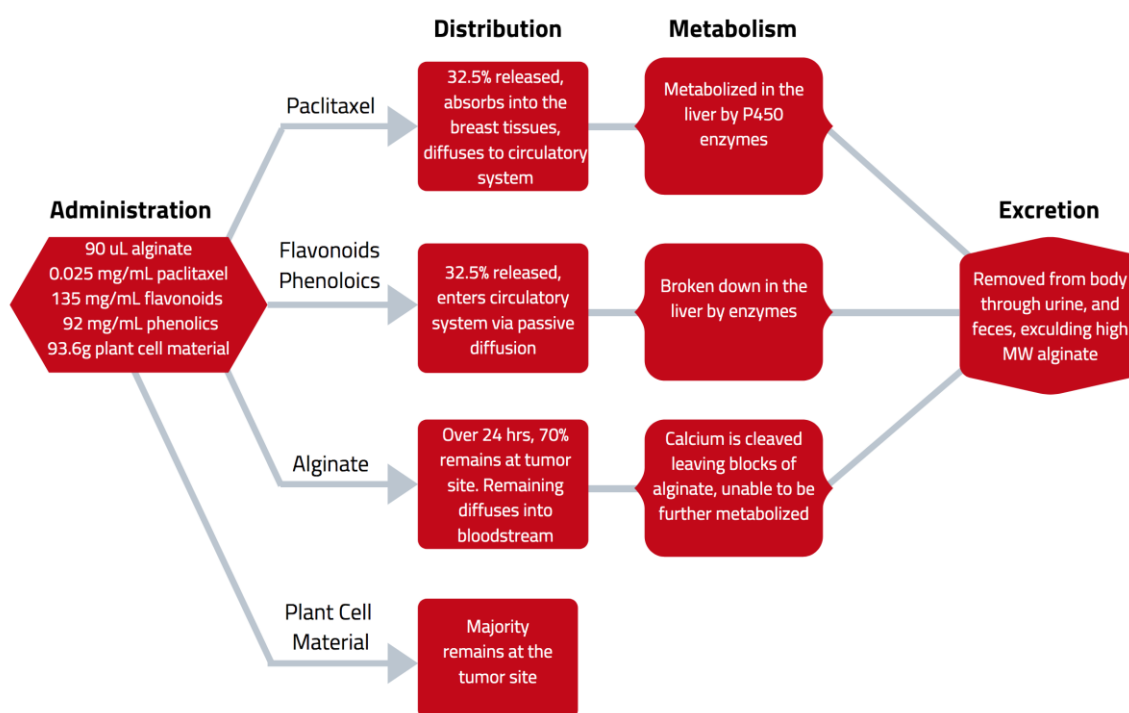 Distribution
Metabolism
Paclitaxel
32.5% released,
absorbs into the
breast tissues,
diffuses to circulatory
system
Metabolized in the
liver by P450
enzymes
Administration
90 uL alginate
0.025 mg/mL paclitaxel
135 mg/mL flavonoids
92 mg/mL phenolics
93.6g plant cell material
Flavonoids
Phenoloics
32.5% released,
enters circulatory
system via passive
diffusion
Broken down in the
liver by enzymes
Excretion
Removed from body
through urine, and
feces, exculding high
MW alginate
Alginate
Over 24 hrs, 70%
remains at tumor
site. Remaining
diffuses into
bloodstream
Calcium is cleaved
leaving blocks of
alginate, unable to be
further metabolized
Plant Cell
Material
Majority
remains at the
tumor site